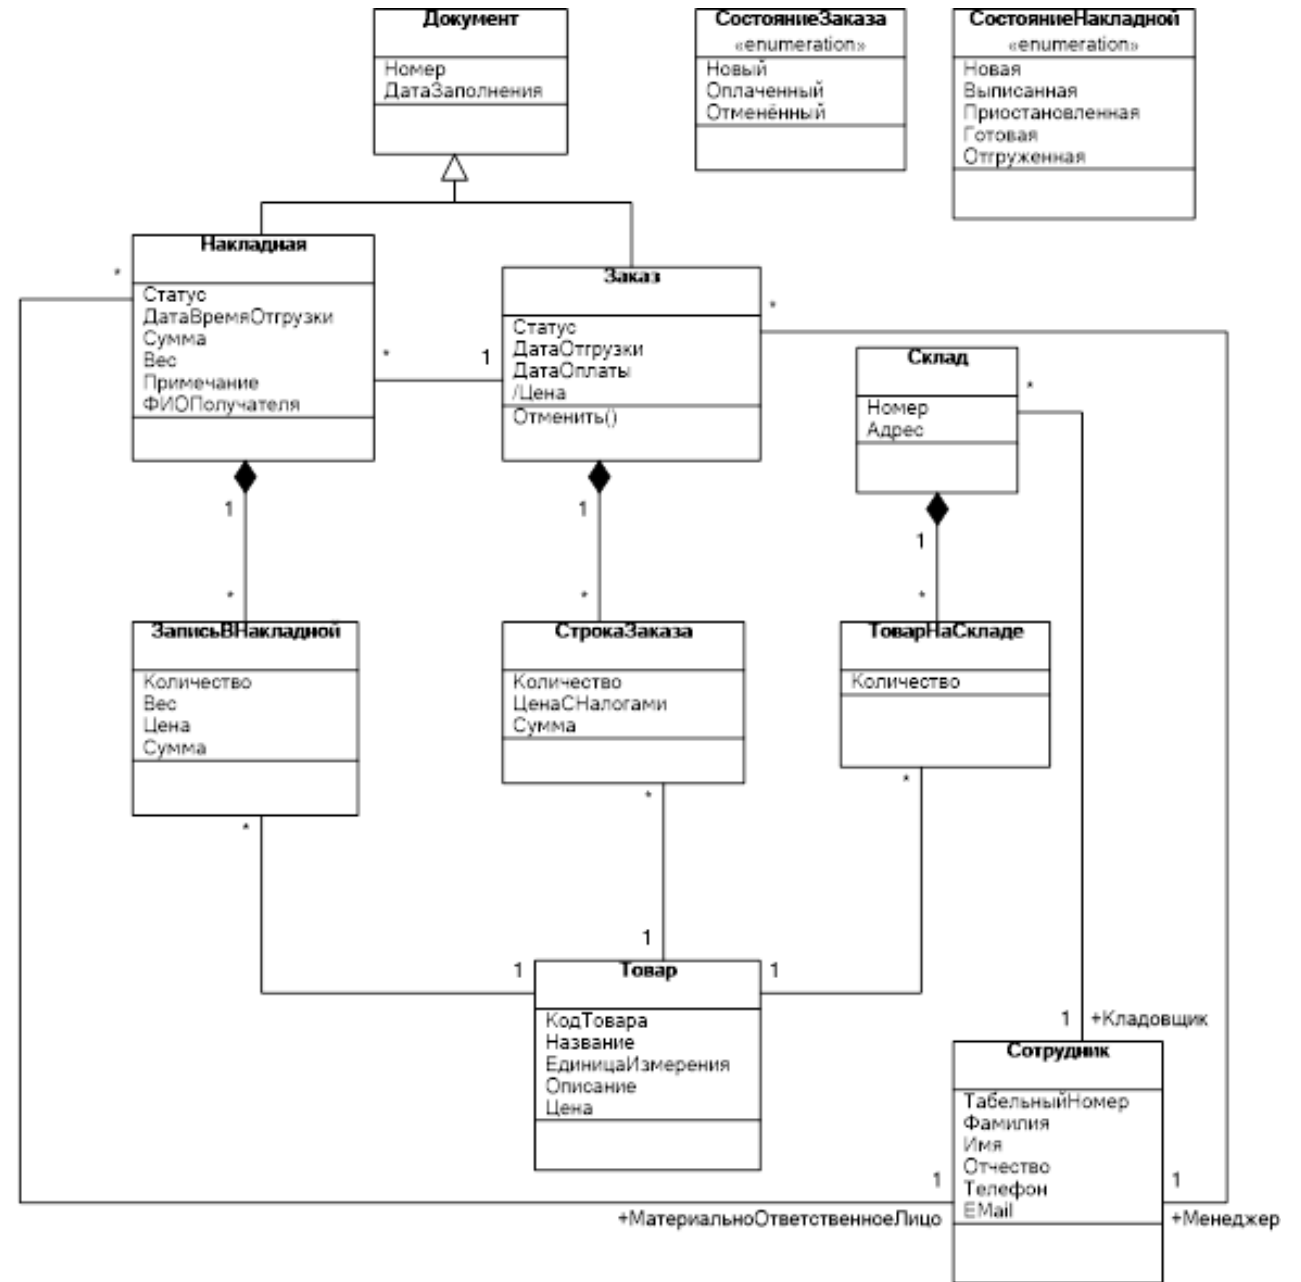 Документ
Номер
ДатаЗаполнения
СостояниеЗаказа
«enumeration»
Новый
Оплаченный
Отменённый
СостояниеНакладной
«enumeration»
Новая
Выписанная
Приостановленная
Готовая
Отгруженная
Накладная
*
Статус
ДатаВремяОтгрузки
Сумма
Вес
Примечание
ФИОПолучателя
*
1
Заказ
*
Статус
ДатаОтгрузки
ДатаОплаты
/Цена
Отменить()
Склад
*
Номер
Адрес
1
*
1
*
1
*
ЗаписьВНакладной
Количество
Вес
Цена
Сумма
*
СтрокаЗаказа
Количество
ЦенаСНалогами
Сумма
*
ТоварНаСкладе
Количество
*
1
1
1
Товар
КодТовара
Название
ЕдиницаИзмерения
Описание
Цена
1 +Кладовщик
Сотрудник
ТабельныйНомер
Фамилия
Имя
Отчество
Телефон
EMail
1
+МатериальноОтветственноеЛицо
1
+Менеджер